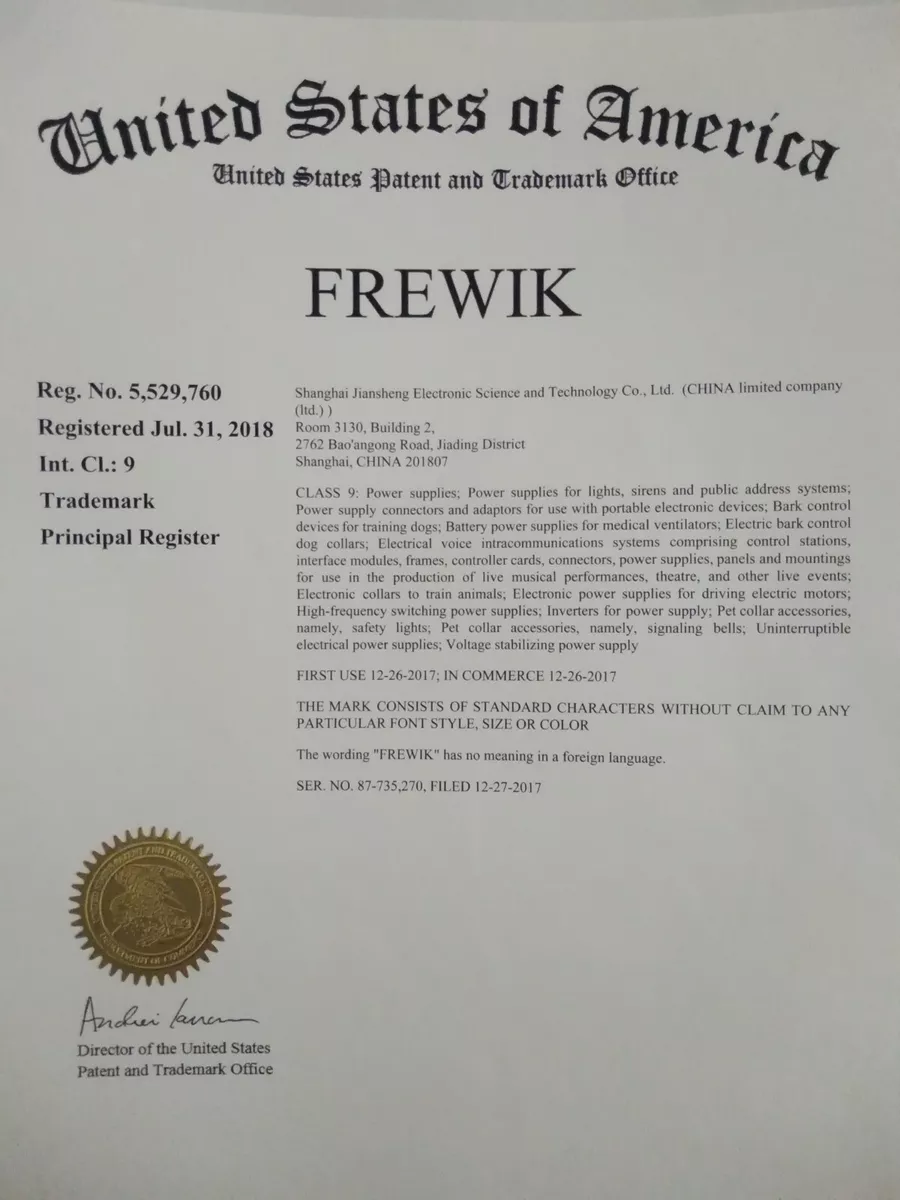 United States of America
United States Patent and Trademark Office
FREWIK
Reg. No. 5,529,760
Registered Jul. 31, 2018
Int. Cl.: 9
Trademark
Principal Register
Shanghai Jiansheng Electronic Science and Technology Co., Ltd. (CHINA limited company
(ltd.) )
Room 3130, Building 2,
2762 Bao'angong Road, Jiading District
Shanghai, CHINA 201807
CLASS 9: Power supplies; Power supplies for lights, sirens and public address systems;
Power supply connectors and adaptors for use with portable electronic devices; Bark control
devices for training dogs; Battery power supplies for medical ventilators; Electric bark control
dog collars; Electrical voice intracommunications systems comprising control stations,
interface modules, frames, controller cards, connectors, power supplies, panels and mountings
for use in the production of live musical performances, theatre, and other live events;
Electronic collars to train animals; Electronic power supplies for driving electric motors;
High-frequency switching power supplies; Inverters for power supply; Pet collar accessories,
namely, safety lights; Pet collar accessories, namely, signaling bells; Uninterruptible
electrical power supplies; Voltage stabilizing power supply
FIRST USE 12-26-2017; IN COMMERCE 12-26-2017
THE MARK CONSISTS OF STANDARD CHARACTERS WITHOUT CLAIM TO ANY
PARTICULAR FONT STYLE, SIZE OR COLOR
The wording "FREWIK" has no meaning in a foreign language.
SER. NO. 87-735,270, FILED 12-27-2017
PATENT AND TRADEMARK
DEPARTMENT OF COMMERCE
Andrei Iancu
Director of the United States
Patent and Trademark Office